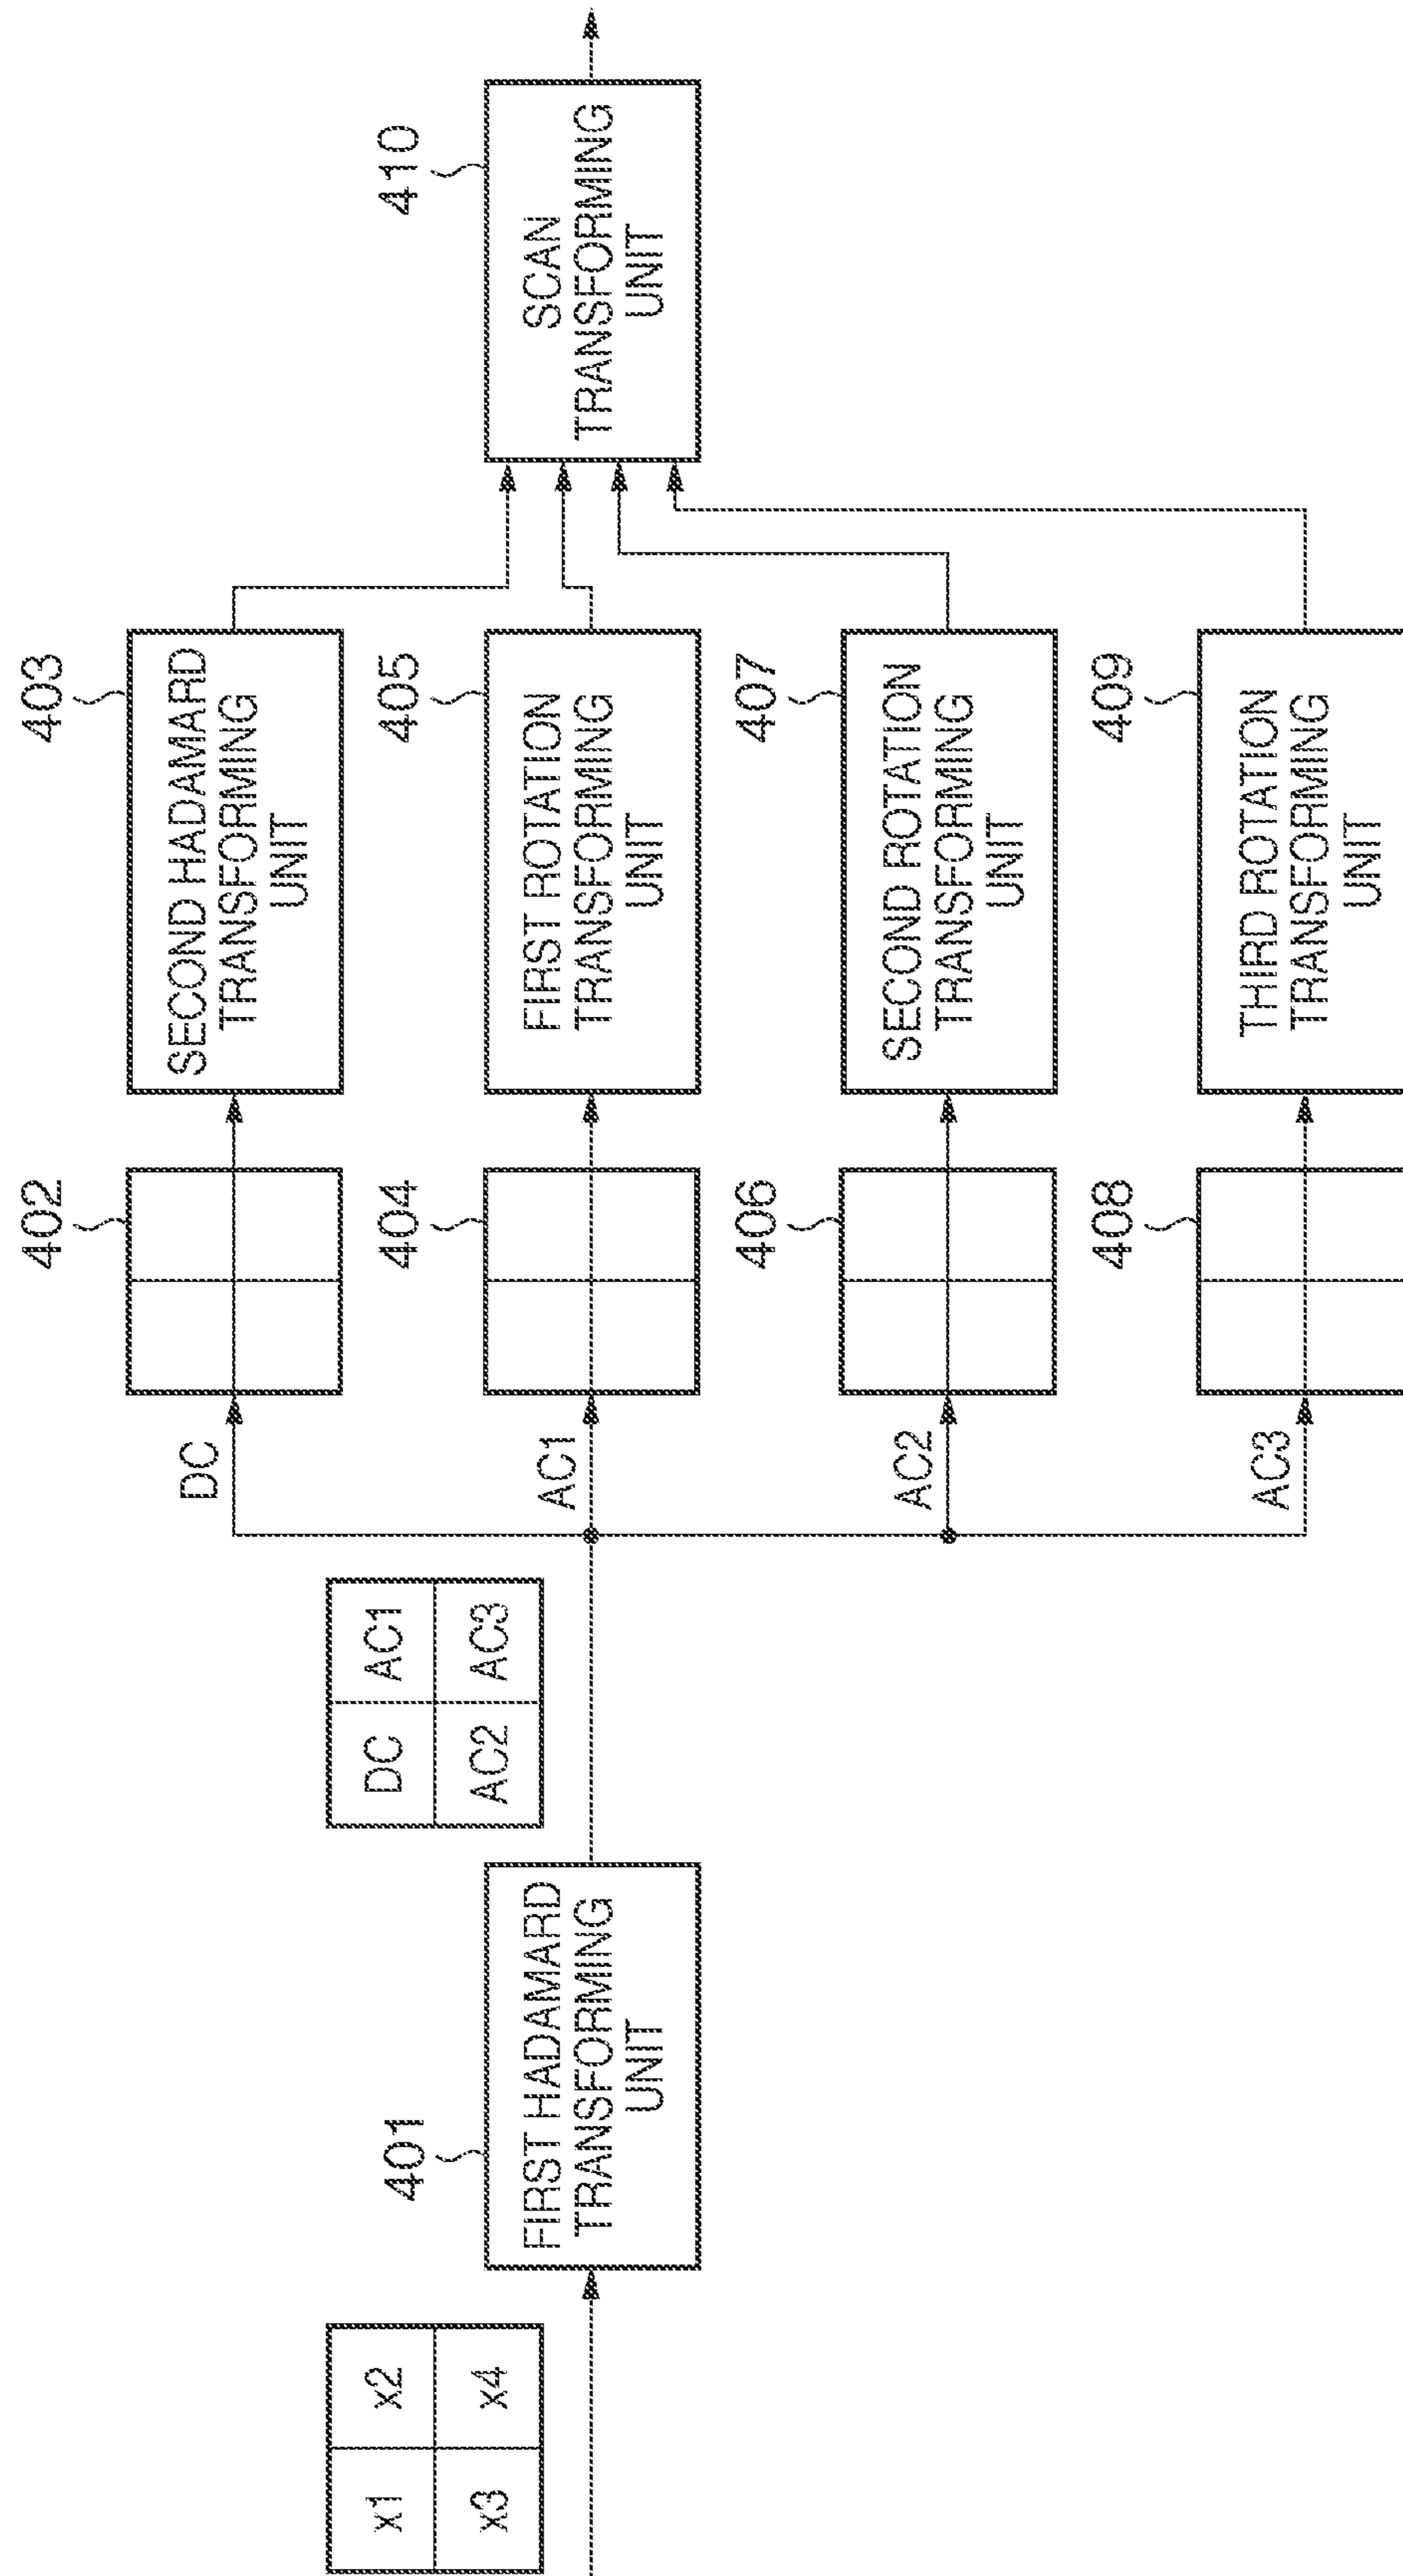 x1 x2
x3 x4
401
FIRST HADAMARD
TRANSFORMING
UNIT
DC AC1
AC2 AC3
DC
402
403
SECOND HADAMARD
TRANSFORMING
UNIT
AC1
404
405
FIRST ROTATION
TRANSFORMING
UNIT
AC2
406
407
SECOND ROTATION
TRANSFORMING
UNIT
AC3
408
409
THIRD ROTATION
TRANSFORMING
UNIT
410
SCAN
TRANSFORMING
UNIT